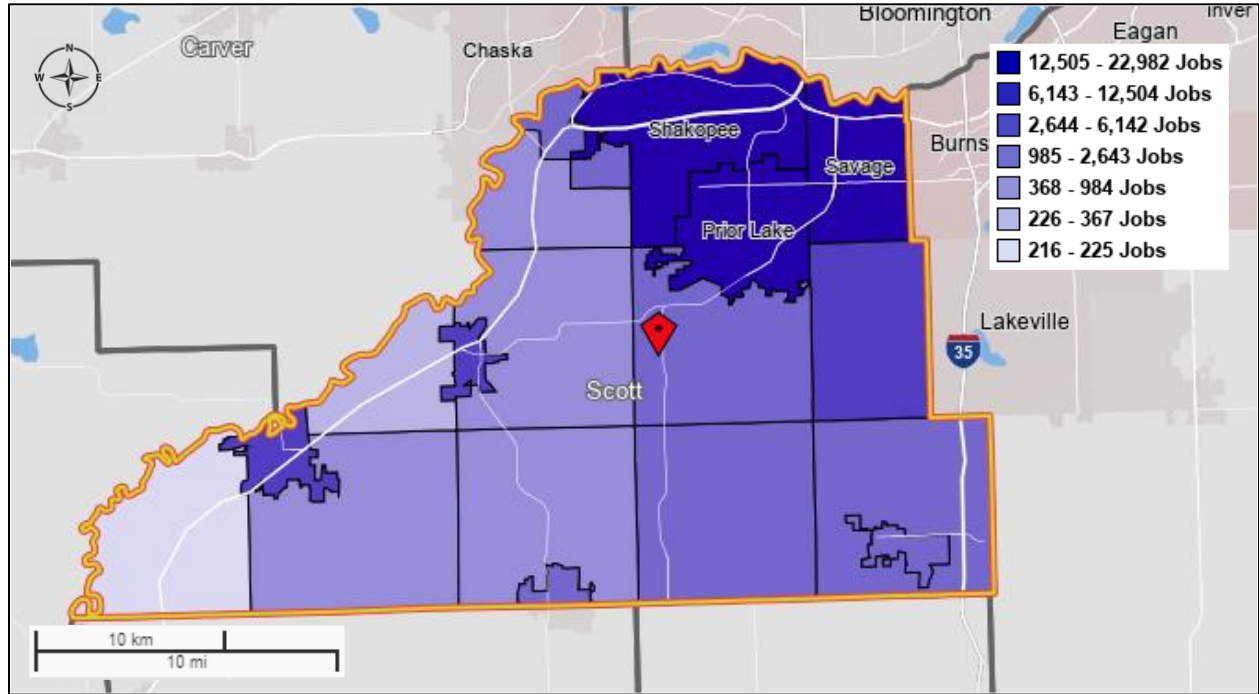 Bloomington
Inver
Eagan
Carver
Chaska
N
W E
S
12,505 - 22,982 Jobs
6,143 - 12,504 Jobs
2,644 - 6,142 Jobs
985 - 2,643 Jobs
368 - 984 Jobs
226 - 367 Jobs
216 - 225 Jobs
Shakopee
Burns
Savage
Prior Lake
Lakeville
35
Scott
10 km
10 mi